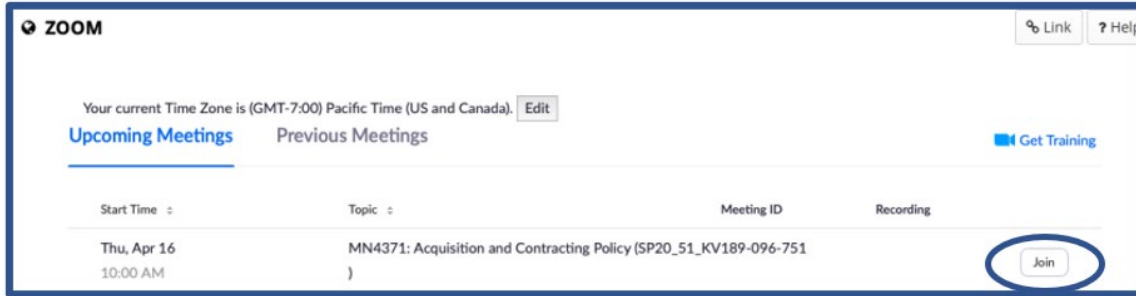 ZOOM
Link
? Help
Your current Time Zone is (GMT-7:00) Pacific Time (US and Canada). Edit
Upcoming Meetings Previous Meetings
Get Training
Start Time Topic Meeting ID Recording
Thu, Apr 16 MN4371: Acquisition and Contracting Policy (SP20_51_KV189-096-751
10:00 AM ) Join